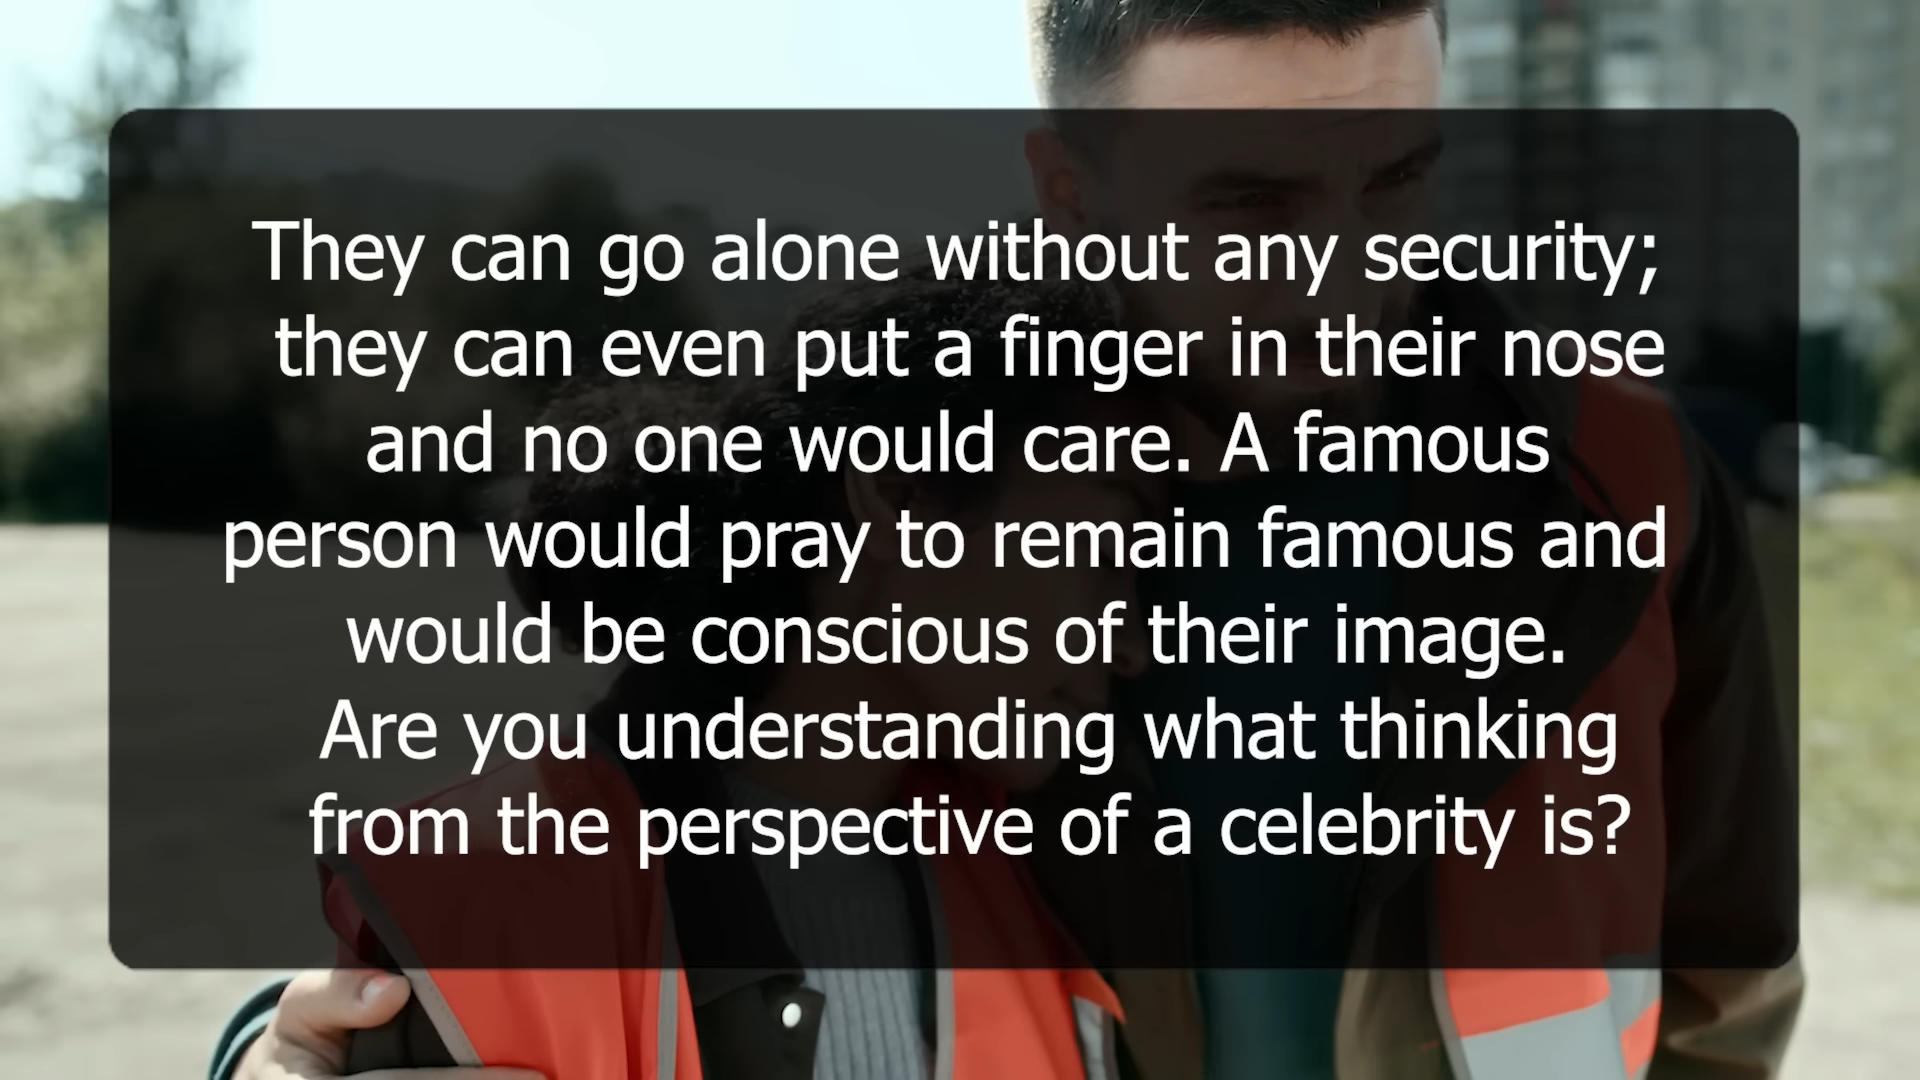 They can go alone without any security;
they can even put a finger in their nose
and no one would care. A famous
person would pray to remain famous and
would be conscious of their image.
Are you understanding what thinking
from the perspective of a celebrity is?